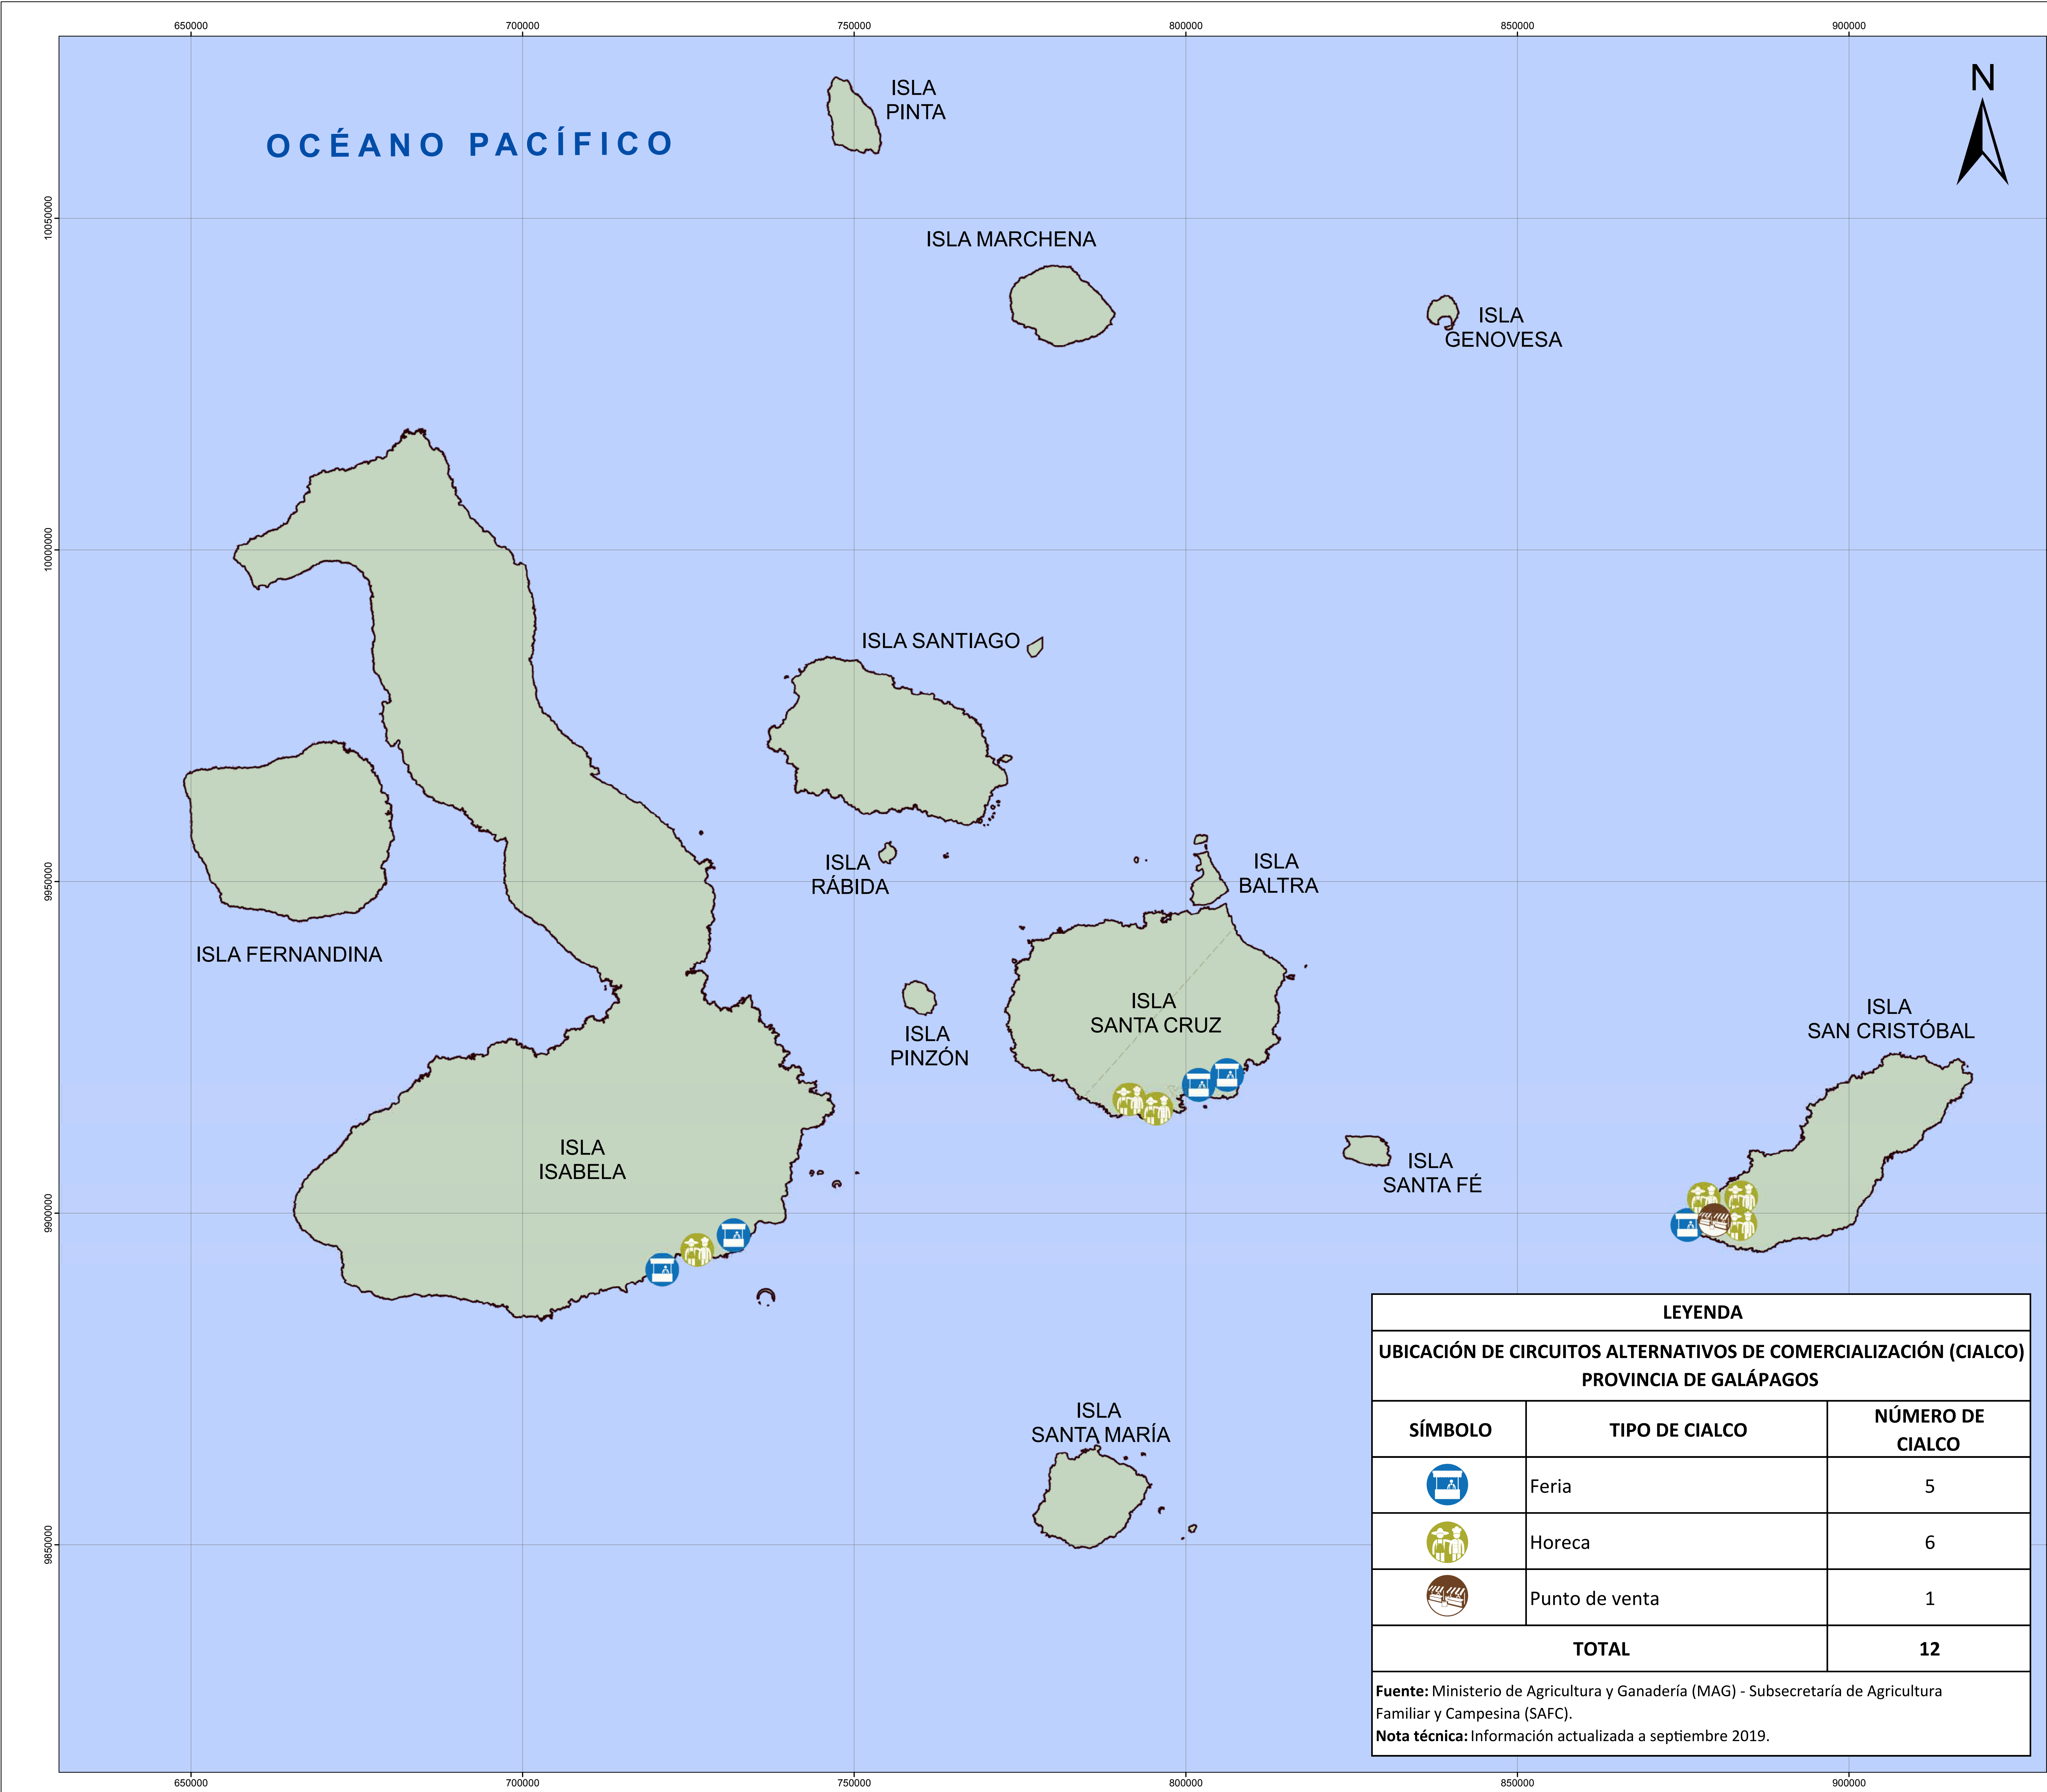 650000 700000 750000 800000 850000 900000
N
ISLA
PINTA
OCÉANO PACÍFICO
10050000
ISLA MARCHENA
ISLA
GENOVESA
10000000
ISLA SANTIAGO
ISLA
RÁBIDA
ISLA
BALTRA
9950000
ISLA FERNANDINA
ISLA
SANTA CRUZ
ISLA
SAN CRISTÓBAL
ISLA
PINZÓN
ISLA
ISABELA
ISLA
SANTA FÉ
9900000
ISLA
SANTA MARÍA
9850000
LEYENDA
UBICACIÓN DE CIRCUITOS ALTERNATIVOS DE COMERCIALIZACIÓN (CIALCO)
PROVINCIA DE GALÁPAGOS
SÍMBOLO TIPO DE CIALCO NÚMERO DE
CIALCO
Feria 5
Horeca 6
Punto de venta 1
TOTAL 12
Fuente: Ministerio de Agricultura y Ganadería (MAG) - Subsecretaría de Agricultura
Familiar y Campesina (SAFC).
Nota técnica: Información actualizada a septiembre 2019.
650000 700000 750000 800000 850000 900000